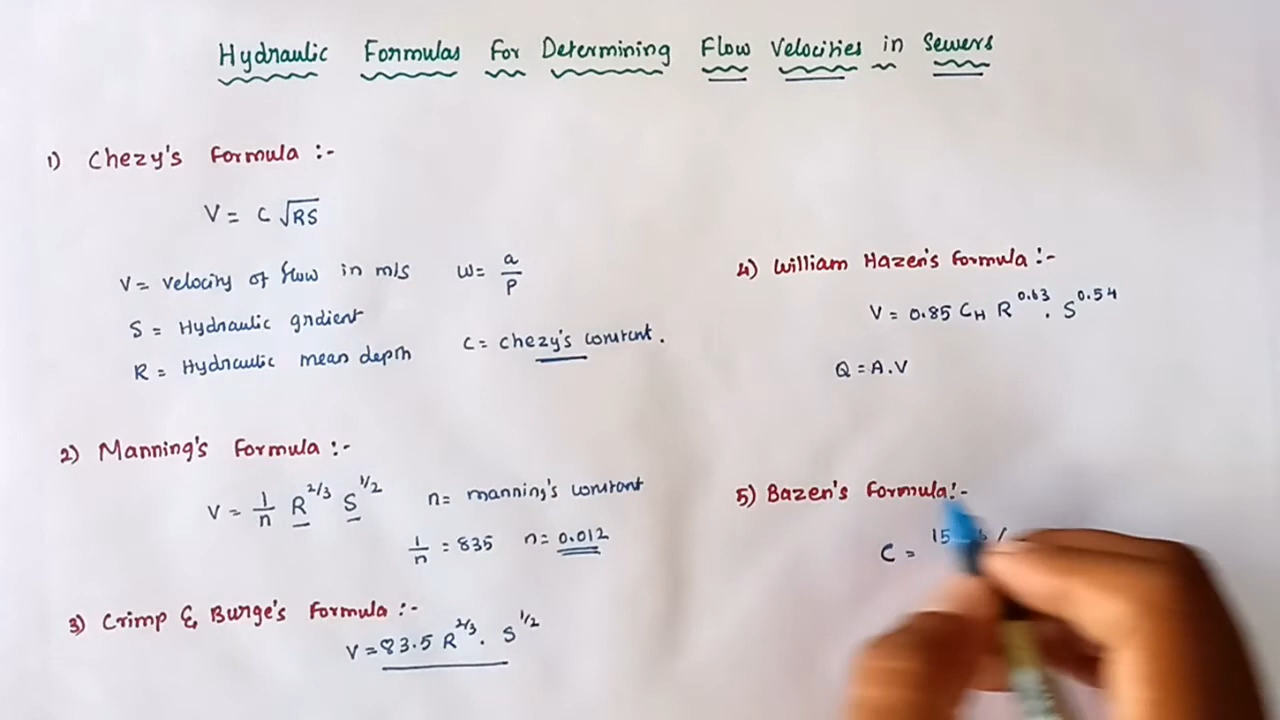 Hydraulic Formulas For Determining Flow Velocities in Sewers
1) Chezy's Formula :-
V = C √RS
V = velocity of flow in m/s
S = Hydraulic grdient
R = Hydraulic mean depth
w = a/P
C = Chezy's constant.
2) Manning's Formula :-
V = 1/n R^2/3 S^1/2
n = manning's constant
1/n = 835 n = 0.012
3) Crimp & Burge's Formula :-
V = 83.5 R^2/3 . S^1/2
4) William Hazen's Formula :-
V = 0.85 C_H R^0.63 . S^0.54
Q = A.V
5) Bazen's Formula :-
C = 15